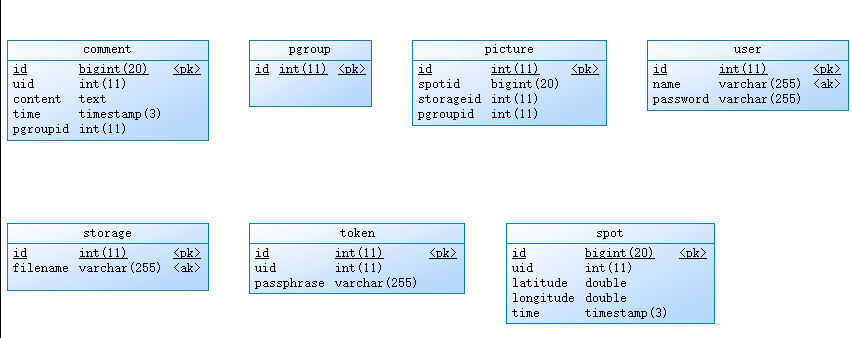 comment
id bigint(20) <pk>
uid int(11)
content text
time timestamp(3)
pgroupid int(11)
pgroup
id int(11) <pk>
picture
id int(11) <pk>
spotid bigint(20)
storageid int(11)
pgroupid int(11)
user
id int(11) <pk>
name varchar(255) <ak>
password varchar(255)
storage
id int(11) <pk>
filename varchar(255) <ak>
token
id int(11) <pk>
uid int(11)
passphrase varchar(255)
spot
id bigint(20) <pk>
uid int(11)
latitude double
longitude double
time timestamp(3)